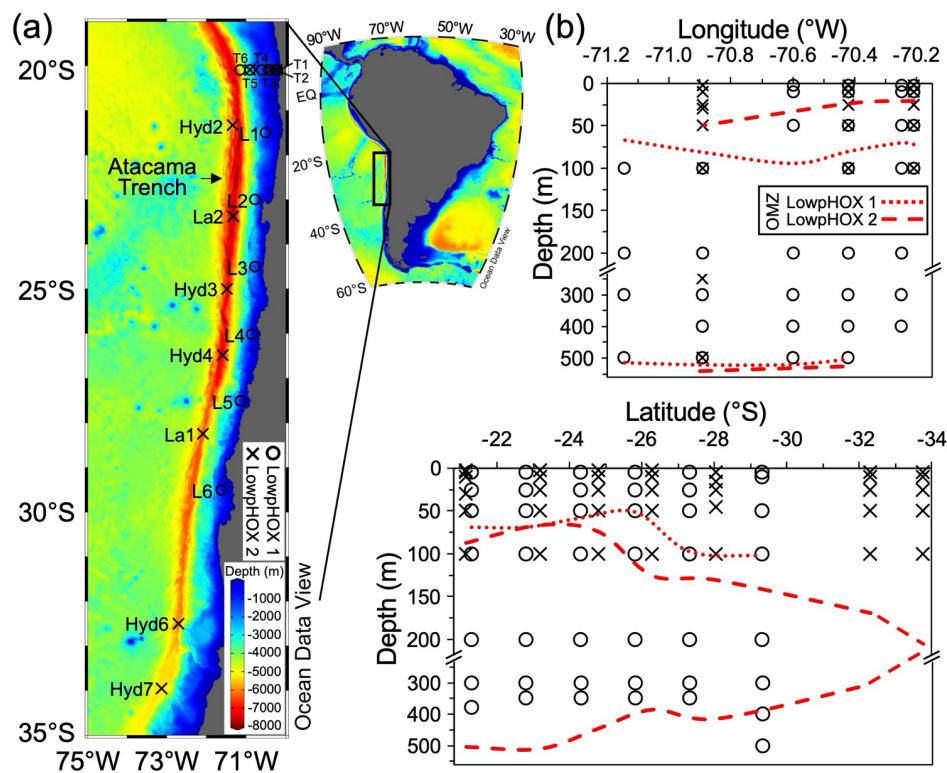 (a)
20°S
25°S
30°S
35°S
75°W
73°W
71°W
T6
T4
T1
T5
T3
T2
Hyd2
L1
Atacama
Trench
L2
La2
L3
Hyd3
L4
Hyd4
L5
La1
L6
Hyd6
Hyd7
O LowpHOX 1
X LowpHOX 2
Depth (m)
-1000
-2000
-3000
-4000
-5000
-6000
-7000
-8000
Ocean Data View
90°W
70°W
50°W
30°W
EQ
20°S
40°S
60°S
Ocean Data View
(b)
Longitude (°W)
-71.4
-71.0
-70.8
-70.6
-70.4
-70.2
Depth (m)
0
50
100
150
200
300
400
500
OMZ
LowpHOX 1
LowpHOX 2
Latitude (°S)
-22
-24
-26
-28
-30
-32
-34
Depth (m)
0
50
100
200
300
400
500